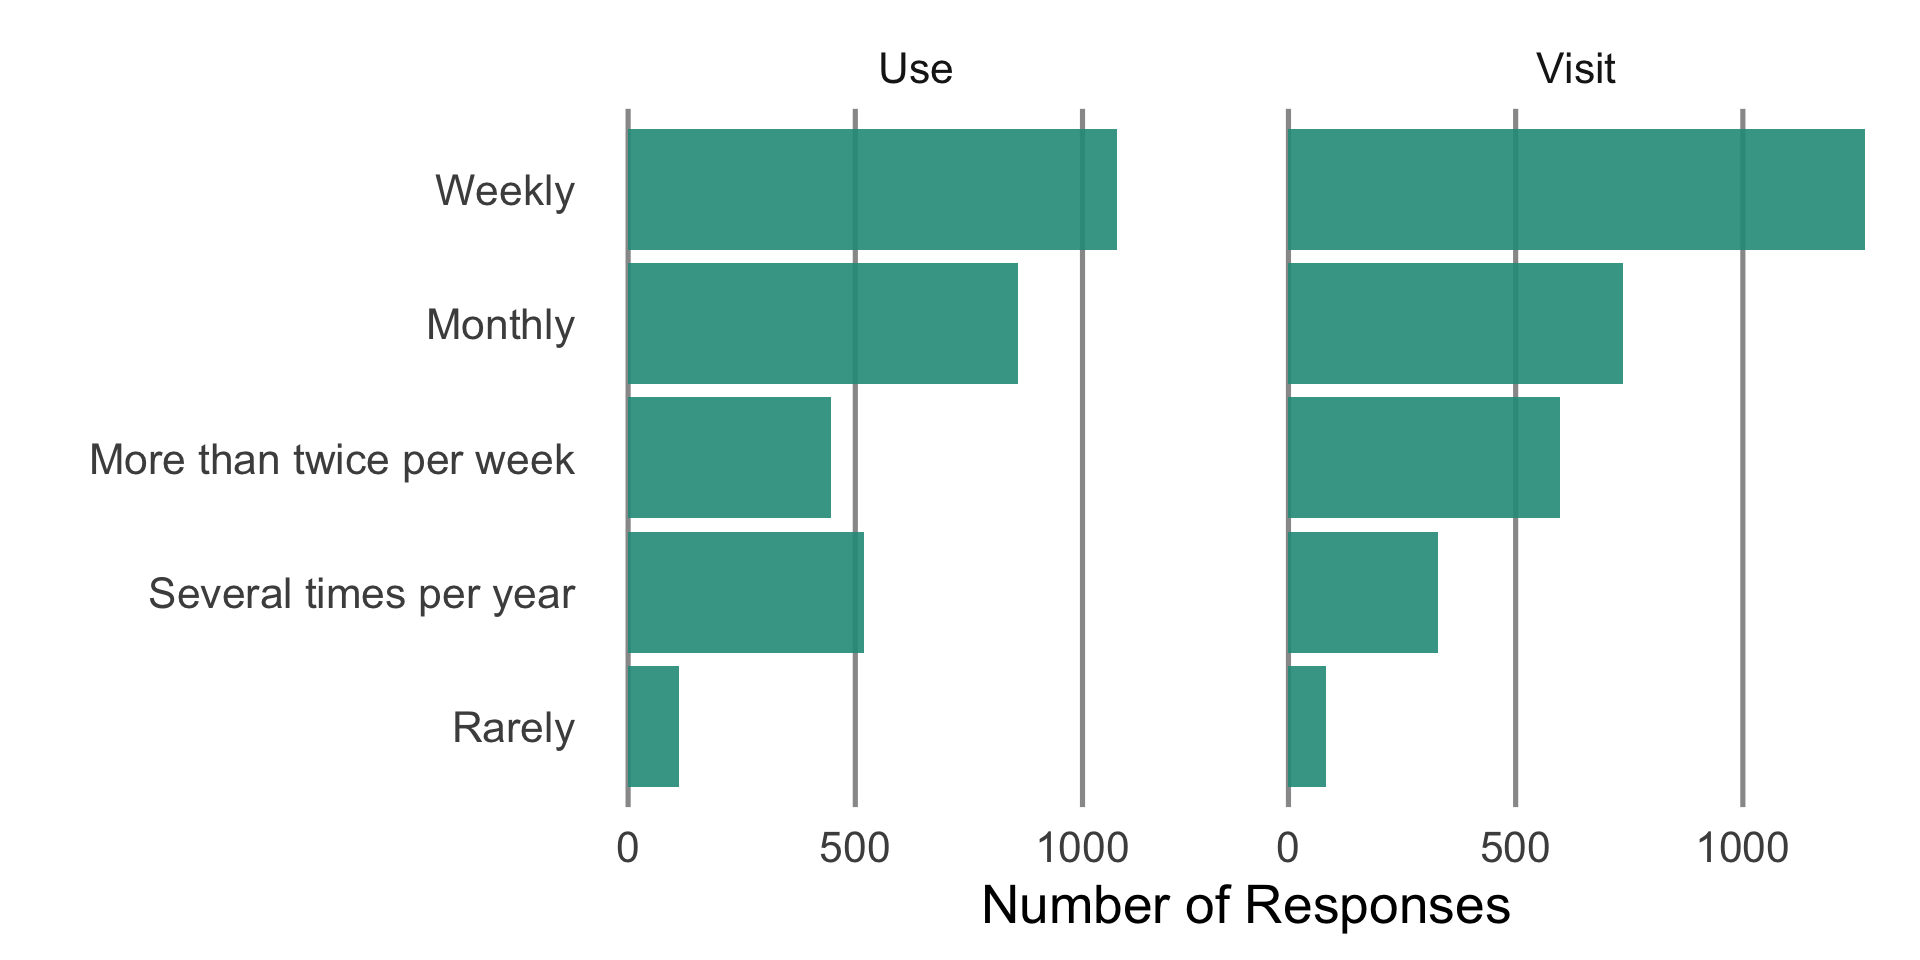 Use
Visit
Weekly
Monthly
More than twice per week
Several times per year
Rarely
0 500 1000 0 500 1000
Number of Responses